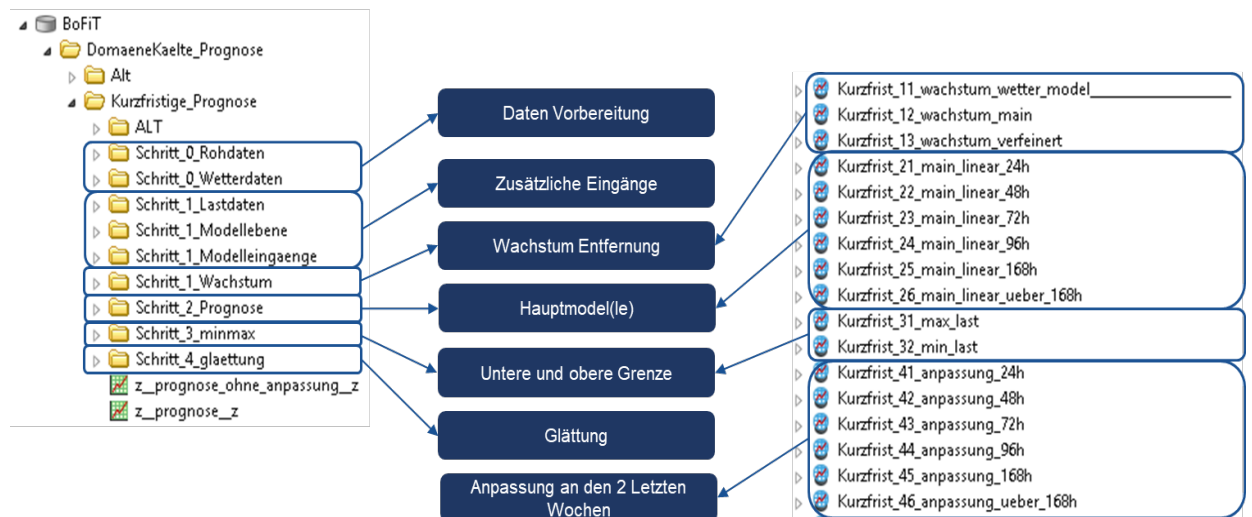 BoFiT
DomaeneKaelte_Prognose
Alt
Kurzfristige_Prognose
ALT
Schritt_0_Rohdaten
Schritt_0_Wetterdaten
Schritt_1_Lastdaten
Schritt_1_Modellebene
Schritt_1_Modelleingaenge
Schritt_1_Wachstum
Schritt_2_Prognose
Schritt_3_minmax
Schritt_4_glaettung
z__prognose_ohne_anpassung__z
z__prognose__z
Daten Vorbereitung
Zusätzliche Eingänge
Wachstum Entfernung
Hauptmodel(le)
Untere und obere Grenze
Glättung
Anpassung an den 2 Letzten
Wochen
Kurzfrist_11_wachstum_wetter_model____________________
Kurzfrist_12_wachstum_main
Kurzfrist_13_wachstum_verfeinert
Kurzfrist_21_main_linear_24h
Kurzfrist_22_main_linear_48h
Kurzfrist_23_main_linear_72h
Kurzfrist_24_main_linear_96h
Kurzfrist_25_main_linear_168h
Kurzfrist_26_main_linear_ueber_168h
Kurzfrist_31_max_last
Kurzfrist_32_min_last
Kurzfrist_41_anpassung_24h
Kurzfrist_42_anpassung_48h
Kurzfrist_43_anpassung_72h
Kurzfrist_44_anpassung_96h
Kurzfrist_45_anpassung_168h
Kurzfrist_46_anpassung_ueber_168h